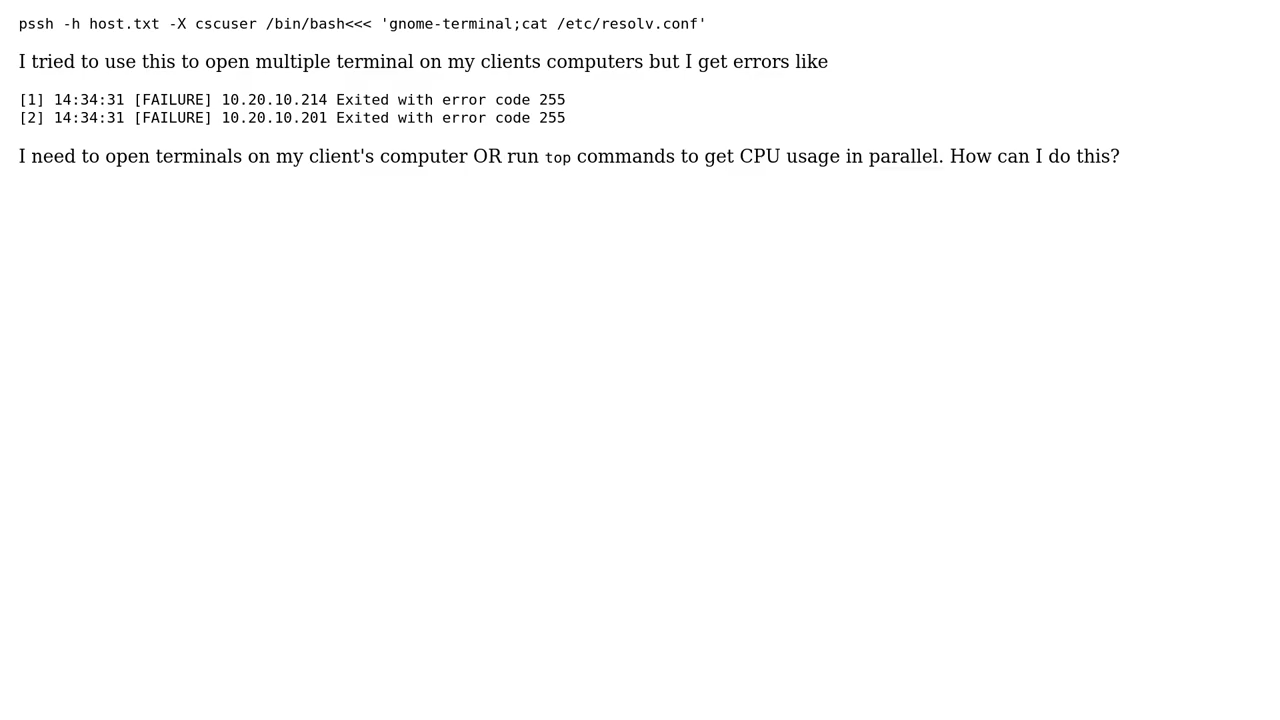 pssh -h host.txt -X cscuser /bin/bash<<< 'gnome-terminal;cat /etc/resolv.conf'
I tried to use this to open multiple terminal on my clients computers but I get errors like
[1] 14:34:31 [FAILURE] 10.20.10.214 Exited with error code 255
[2] 14:34:31 [FAILURE] 10.20.10.201 Exited with error code 255
I need to open terminals on my client's computer OR run top commands to get CPU usage in parallel. How can I do this?